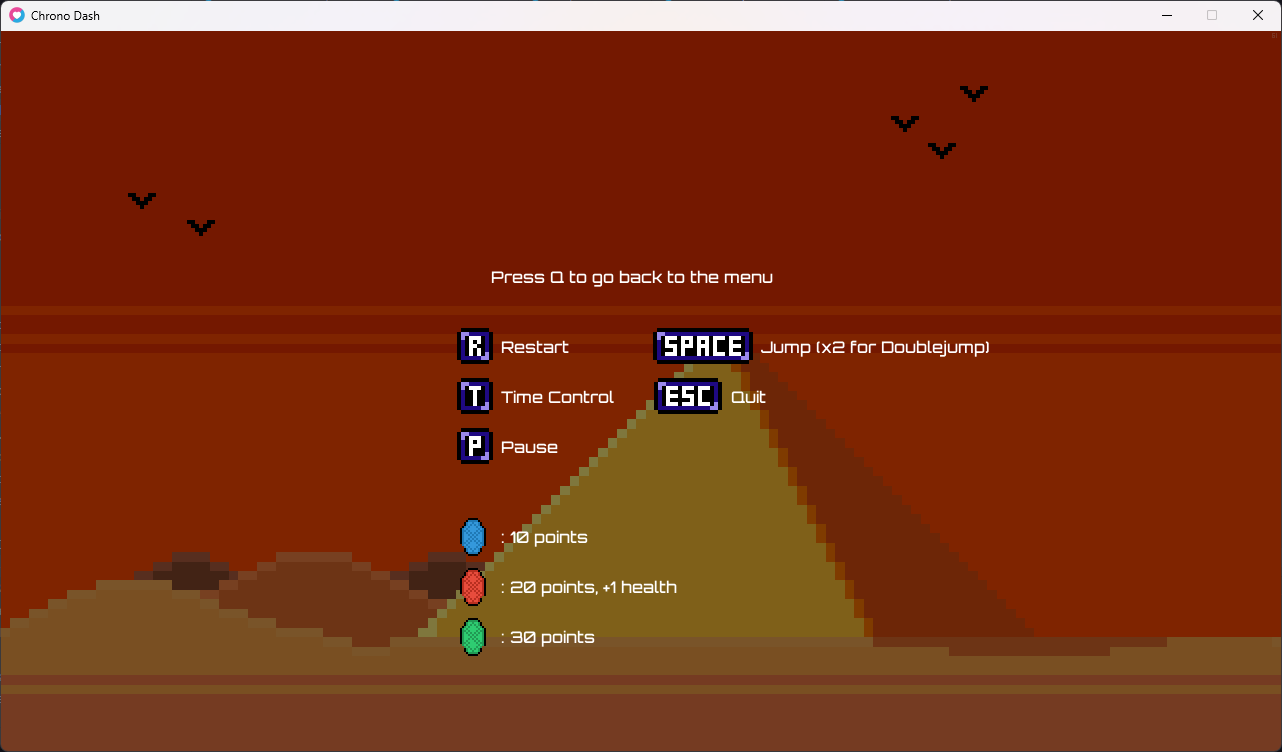 Chrono Dash
Press Q to go back to the menu
R Restart SPACE Jump (x2 for Doublejump)
T Time Control ESC Quit
P Pause
: 10 points
: 20 points, +1 health
: 30 points